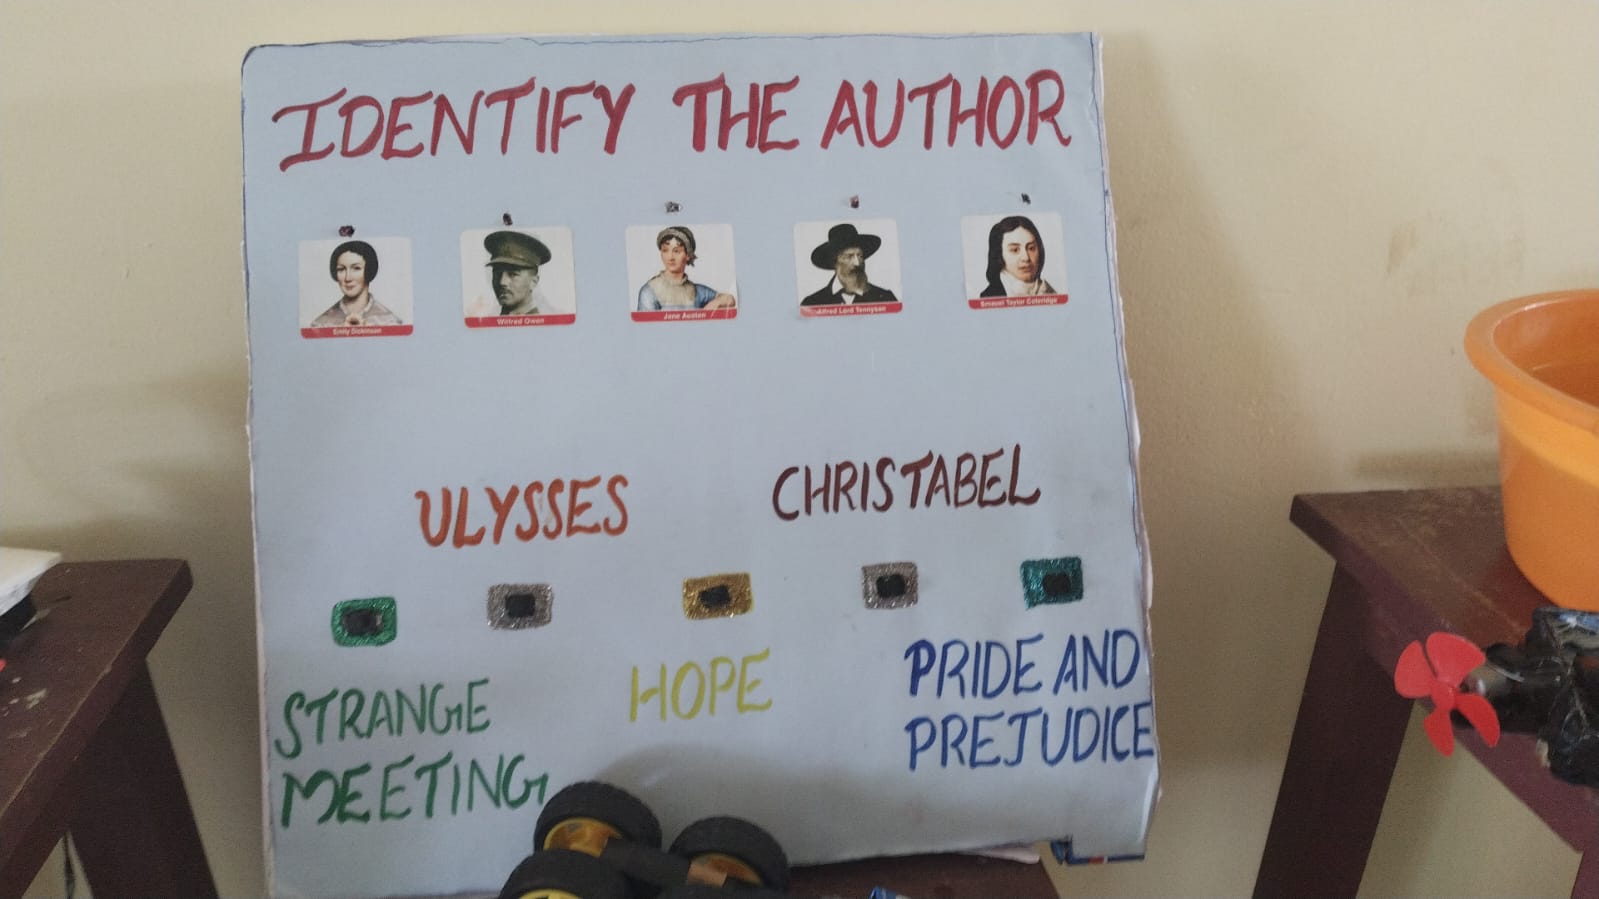 IDENTIFY THE AUTHOR
Emily Dickinson
Wilfred Owen
Jane Austen
Alfred Lord Tennyson
Samuel Taylor Coleridge
ULYSSES
CHRISTABEL
STRANGE
MEETING
HOPE
PRIDE AND
PREJUDICE